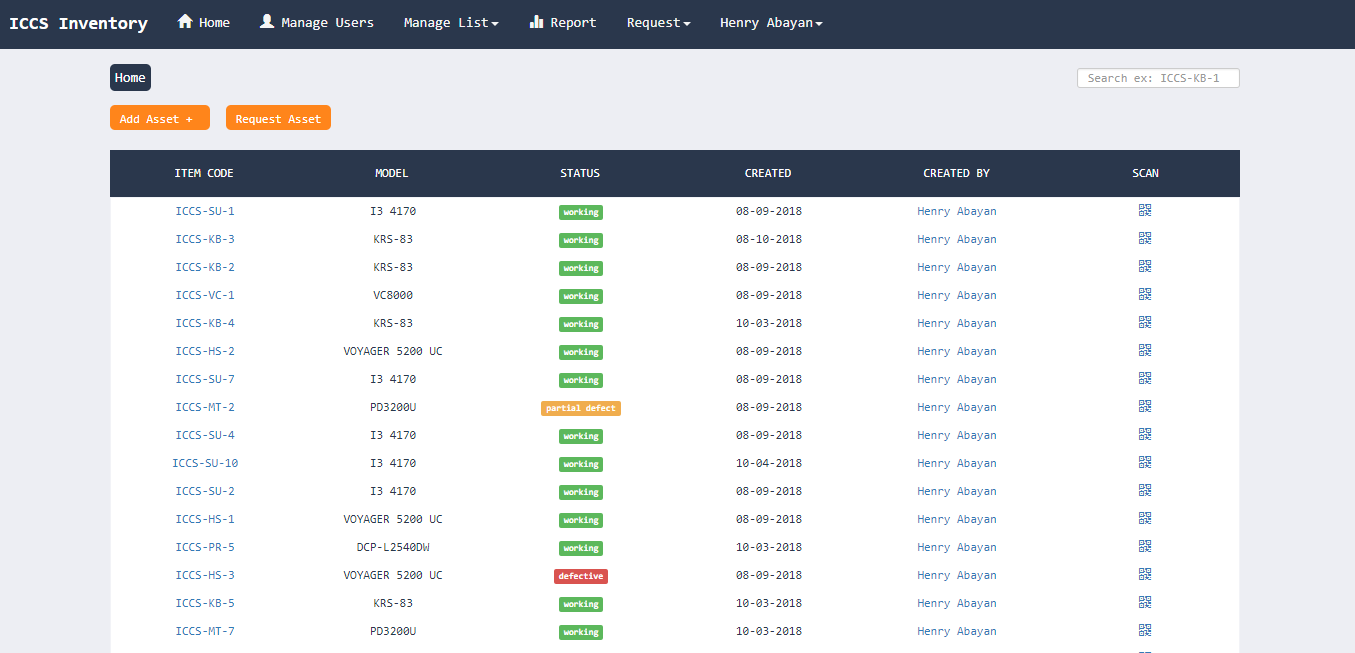 ICCS Inventory Home Manage Users Manage List Report Request Henry Abayan
Home Search ex: ICCS-KB-1
Add Asset + Request Asset
ITEM CODE MODEL STATUS CREATED CREATED BY SCAN
ICCS-SU-1 I3 4170 working 08-09-2018 Henry Abayan
ICCS-KB-3 KRS-83 working 08-10-2018 Henry Abayan
ICCS-KB-2 KRS-83 working 08-09-2018 Henry Abayan
ICCS-VC-1 VC8000 working 08-09-2018 Henry Abayan
ICCS-KB-4 KRS-83 working 10-03-2018 Henry Abayan
ICCS-HS-2 VOYAGER 5200 UC working 08-09-2018 Henry Abayan
ICCS-SU-7 I3 4170 working 08-09-2018 Henry Abayan
ICCS-MT-2 PD3200U partial defect 08-09-2018 Henry Abayan
ICCS-SU-4 I3 4170 working 08-09-2018 Henry Abayan
ICCS-SU-10 I3 4170 working 10-04-2018 Henry Abayan
ICCS-SU-2 I3 4170 working 08-09-2018 Henry Abayan
ICCS-HS-1 VOYAGER 5200 UC working 08-09-2018 Henry Abayan
ICCS-PR-5 DCP-L2540DW working 10-03-2018 Henry Abayan
ICCS-HS-3 VOYAGER 5200 UC defective 08-09-2018 Henry Abayan
ICCS-KB-5 KRS-83 working 10-03-2018 Henry Abayan
ICCS-MT-7 PD3200U working 10-03-2018 Henry Abayan